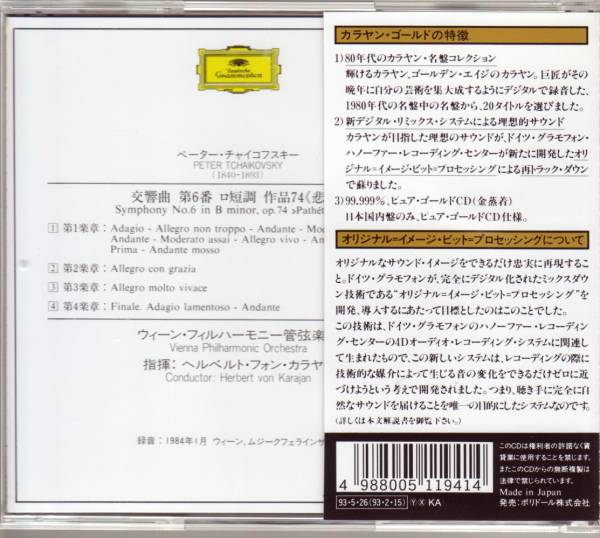 Deutsche
Grammophon
ペーター・チャイコフスキー
PETER TCHAIKOVSKY
(1840-1893)
交響曲 第6番 ロ短調 作品74《悲
Symphony No.6 in B minor, op.74 »Pathét
1 第1楽章：Adagio - Allegro non troppo - Andante - Mo
Andante - Moderato assai - Allegro vivo - An
Prima - Andante mosso
2 第2楽章：Allegro con grazia
3 第3楽章：Allegro molto vivace
4 第4楽章：Finale. Adagio lamentoso - Andante
ウィーン・フィルハーモニー管弦楽
Vienna Philharmonic Orchestra
指揮：ヘルベルト・フォン・カラヤ
Conductor: Herbert von Karajan
録音：1984年1月 ウィーン、ムジークフェラインザ
カラヤン・ゴールドの特徴
1）80年代のカラヤン・名盤コレクション
輝けるカラヤン、ゴールデン・エイジのカラヤン。巨匠がその
晩年に自分の芸術を集大成するようにデジタルで録音した、
1980年代の名盤中の名盤から、20タイトルを選びました。
2）新デジタル・リミックス・システムによる理想的サウンド
カラヤンが目指した理想のサウンドが、ドイツ・グラモフォン・
ハノーファー・レコーディング・センターが新たに開発したオリ
ジナル＝イメージ・ビット＝プロセッシングによる再トラック・ダウン
で蘇りました。
3）99,999%、ピュア・ゴールドCD（金蒸着）
日本国内盤のみ、ピュア・ゴールドCD仕様。
オリジナル＝イメージ・ビット＝プロセッシングについて
オリジナルなサウンド・イメージをできるだけ忠実に再現するこ
と。ドイツ・グラモフォンが、完全にデジタル化されたミックスダウ
ン技術である“オリジナル＝イメージ・ビット＝プロセッシング”を
開発、導入するにあたって目標としたのはこのことでした。
この技術は、ドイツ・グラモフォンのハノーファー・レコーディ
ング・センターの4Dオーディオ・レコーディング・システムに関連し
て生まれたもので、この新しいシステムは、レコーディングの際に
技術的な媒介によって生じる音の変化をできるだけゼロに近
づけようという考えで開発されました。つまり、聴き手に完全に自
然なサウンドを届けることを唯一の目的にしたシステムなのです。
（詳しくは本文解説書を御覧下さい。）
4 988005 119414
93・5・26(93・2・15) Ⓨ Ⓧ KA
このCDは権利者の許諾なく賃
貸業に使用することを禁じます。
またこのCDからの無断複製は
法律で禁じられています。
Made in Japan
発売：ポリドール株式会社